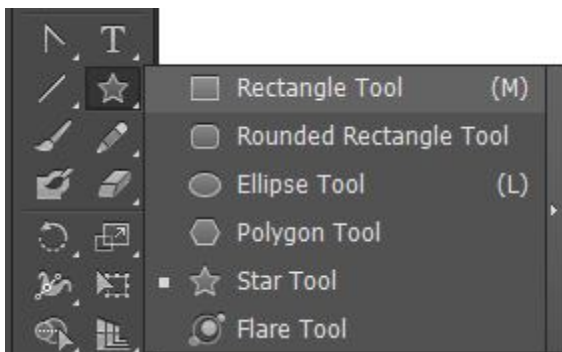 T
Rectangle Tool (M)
Rounded Rectangle Tool
Ellipse Tool (L)
Polygon Tool
Star Tool
Flare Tool